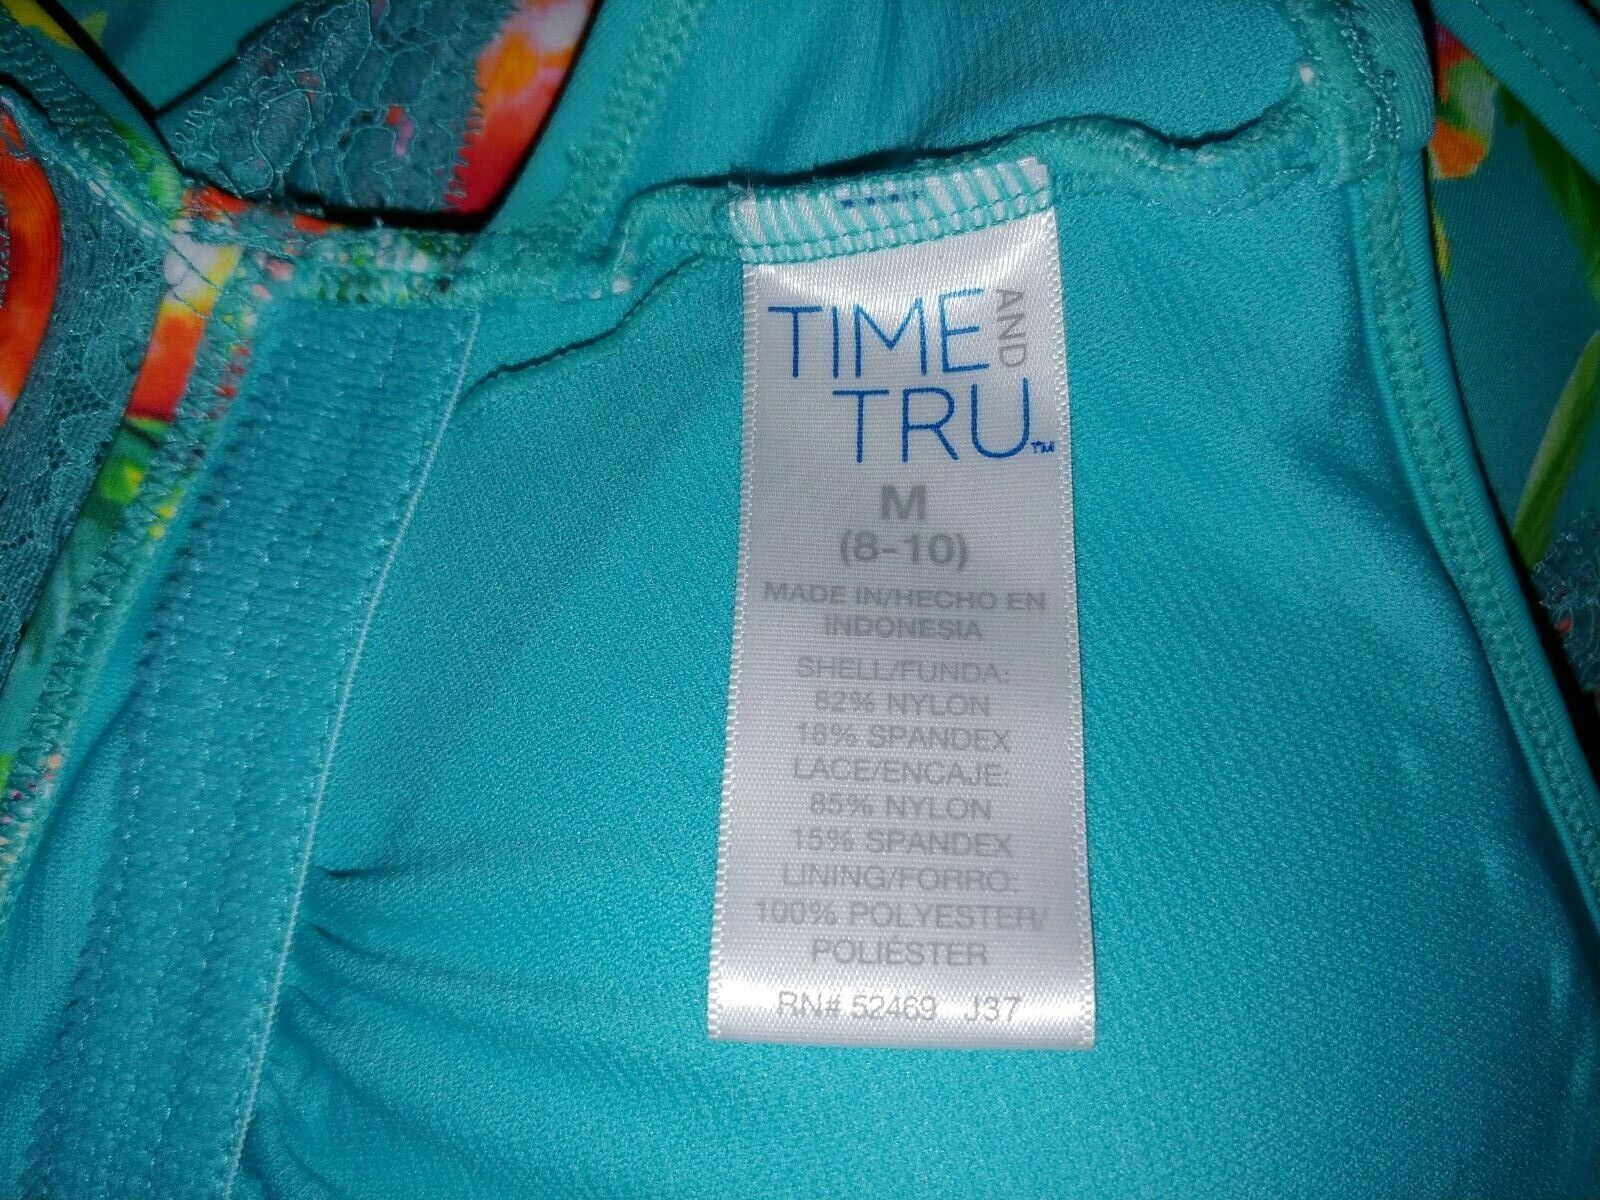 TIME AND
TRU™
M
(8-10)
MADE IN/HECHO EN
INDONESIA
SHELL/FUNDA:
82% NYLON
18% SPANDEX
LACE/ENCAJE:
85% NYLON
15% SPANDEX
LINING/FORRO:
100% POLYESTER/
POLIÉSTER
RN# 52469 J37